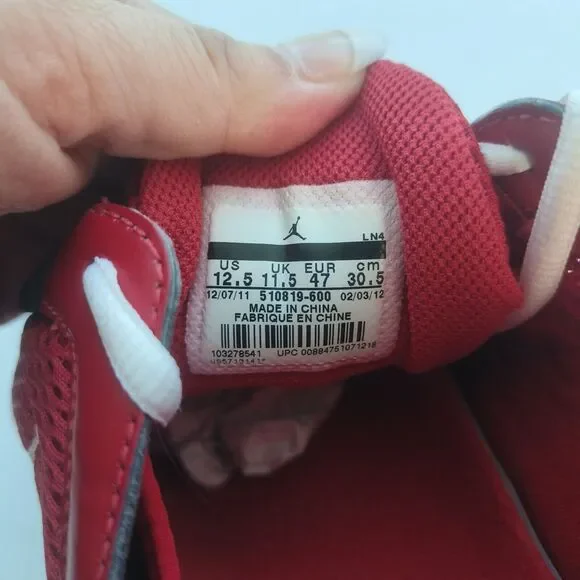 LN4
US UK EUR cm
12.5 11.5 47 30.5
12/07/11 510819-600 02/03/12
MADE IN CHINA
FABRIQUE EN CHINE
103278541 UPC 00884751071218